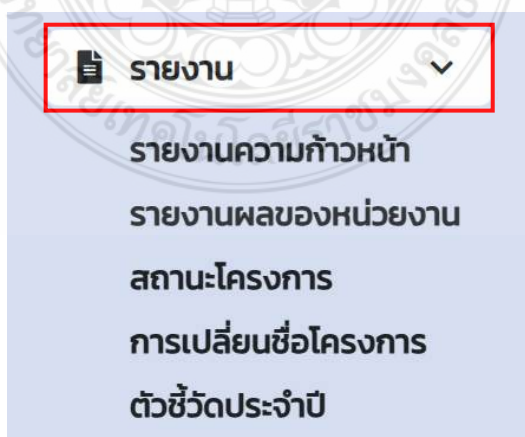 รายงาน
รายงานความก้าวหน้า
รายงานผลของหน่วยงาน
สถานะโครงการ
การเปลี่ยนชื่อโครงการ
ตัวชี้วัดประจำปี